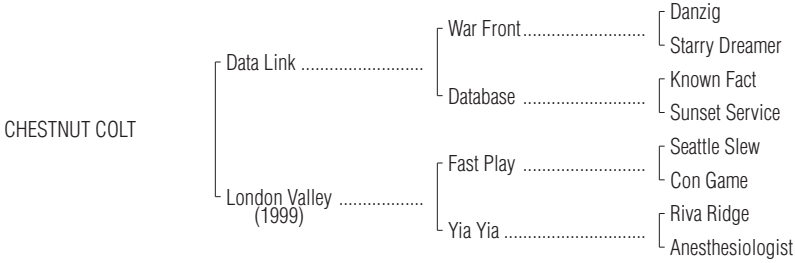 Danzig
War Front.............................
Starry Dreamer
Data Link ...........................
Known Fact
Database .............................
Sunset Service
CHESTNUT COLT
Seattle Slew
Fast Play .............................
Con Game
London Valley ...................
(1999)
Riva Ridge
Yia Yia .................................
Anesthesiologist